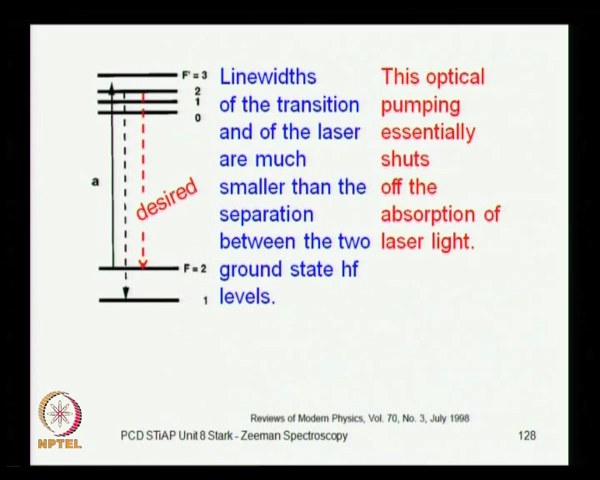 F' = 3
2
1
0
a
desired
F = 2
1
Linewidths
of the transition
and of the laser
are much
smaller than the
separation
between the two
ground state hf
levels.
This optical
pumping
essentially
shuts
off the
absorption of
laser light.
Reviews of Modern Physics, Vol. 70, No. 3, July 1998
NPTEL
PCD STiAP Unit 8 Stark - Zeeman Spectroscopy
128